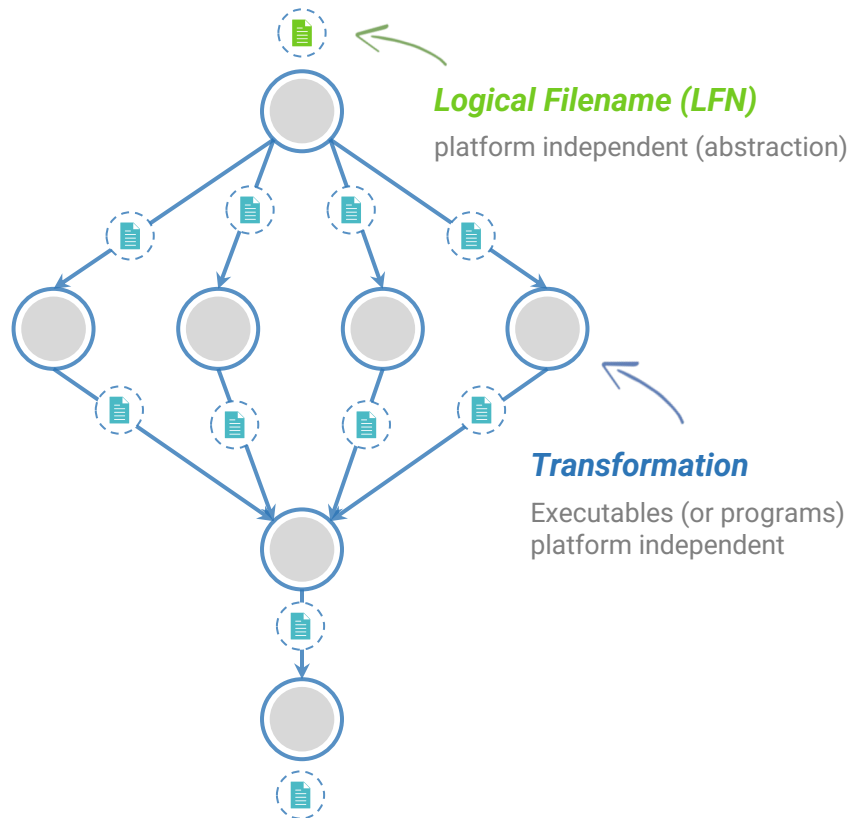 Logical Filename (LFN)
platform independent (abstraction)
Transformation
Executables (or programs)
platform independent